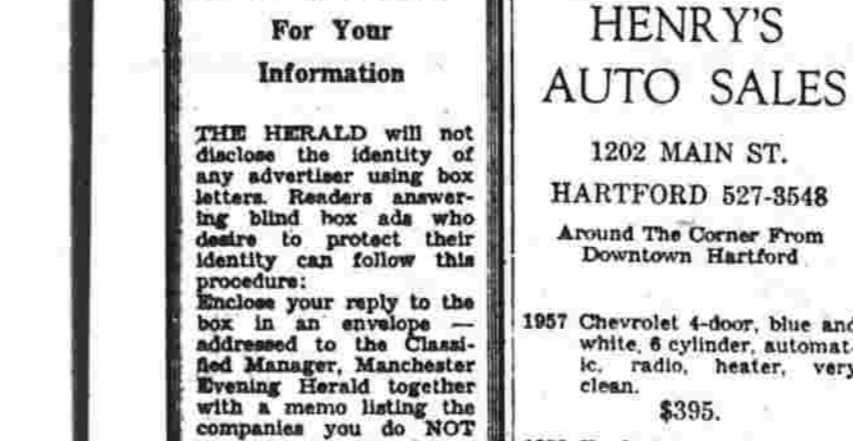 For Your
Information
THE HERALD will not
disclose the identity of
any advertiser using box
letters. Readers answer-
ing blind box ads who
desire to protect their
identity can follow this
procedure:
Enclose your reply to the
box in an envelope —
addressed to the Classi-
fied Manager, Manchester
Evening Herald together
with a memo listing the
companies you do NOT
HENRY'S
AUTO SALES
1202 MAIN ST.
HARTFORD 527-3548
Around The Corner From
Downtown Hartford
1957 Chevrolet 4-door, blue and
white, 6 cylinder, automat-
ic, radio, heater, very
clean.
$395.